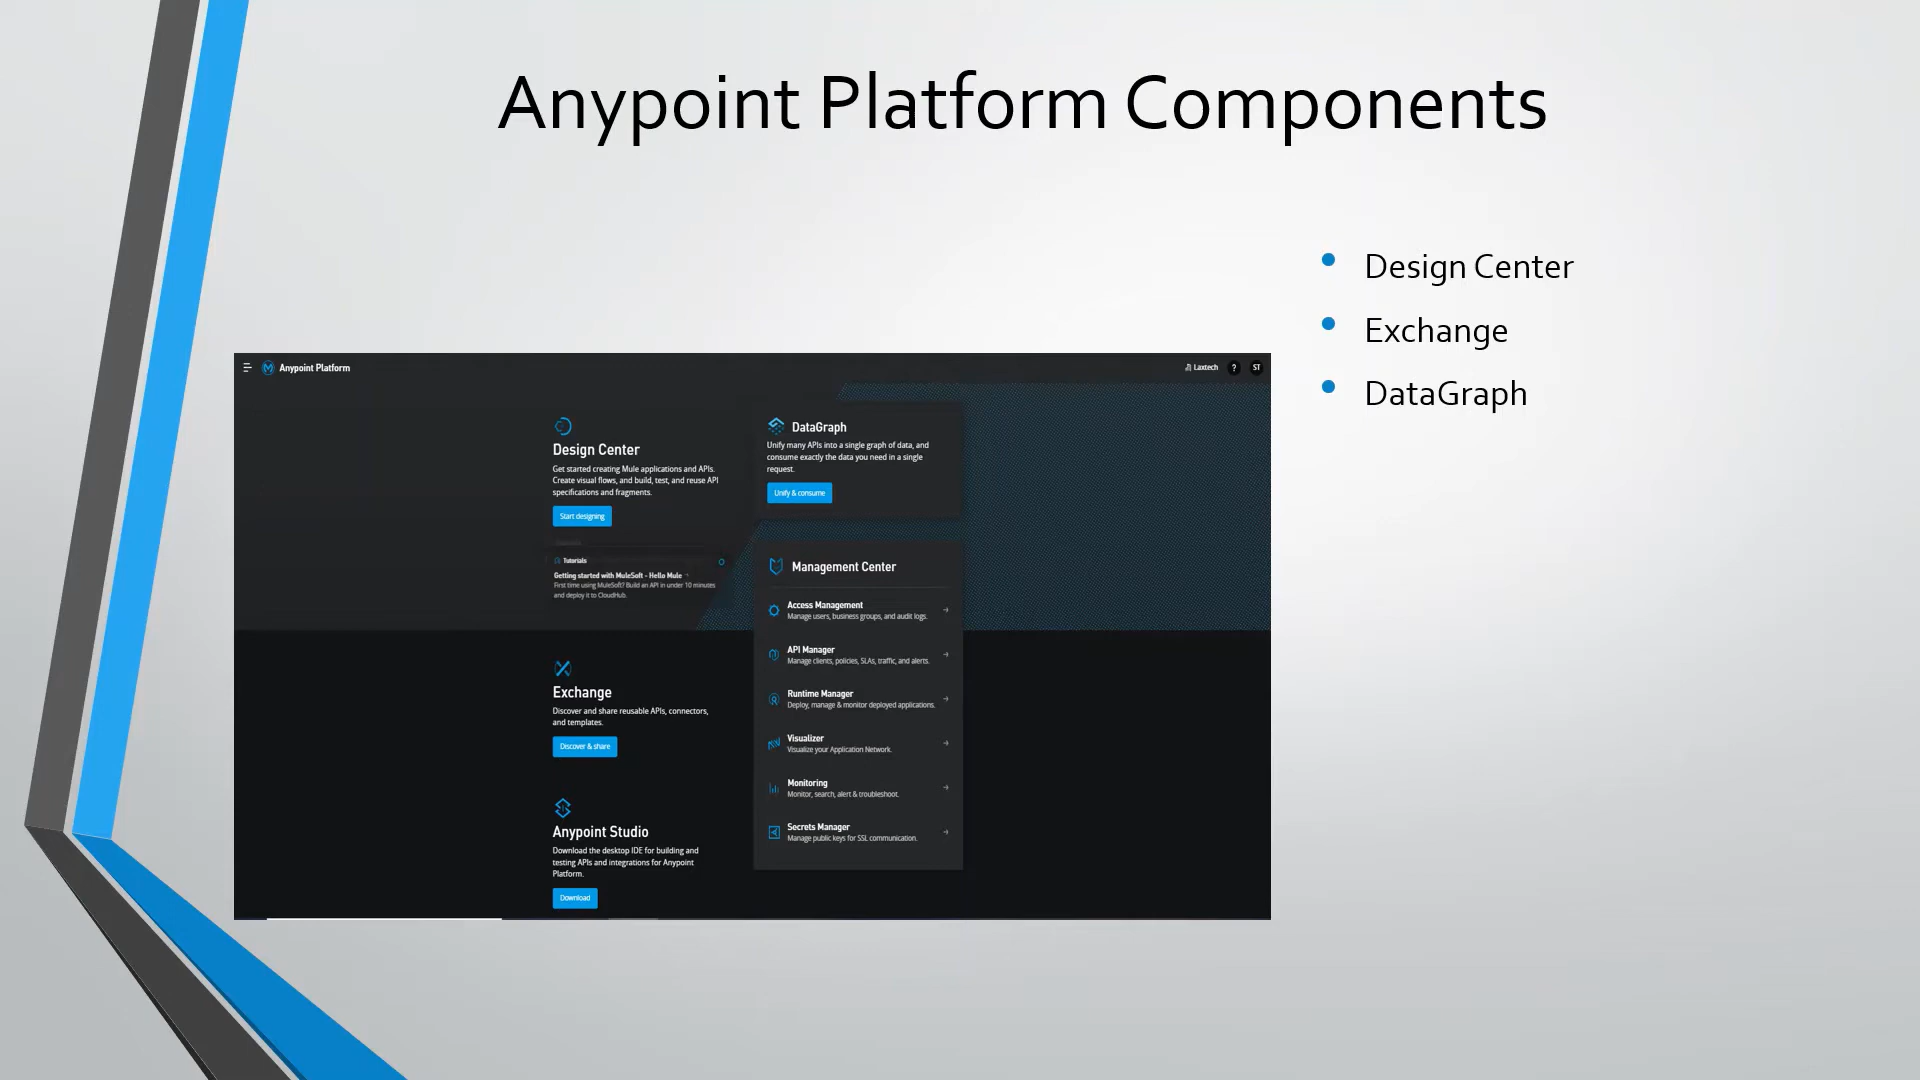 Anypoint Platform Components
Design Center
Exchange
DataGraph
Anypoint Platform
Laxtech
?
ST
Design Center
Get started creating Mule applications and APIs.
Create visual flows, and build, test, and reuse API
specifications and fragments.
Start designing
Tutorials
Getting started with MuleSoft - Hello Mule
First time using MuleSoft? Build an API in under 10 minutes
and deploy it to CloudHub.
Exchange
Discover and share reusable APIs, connectors,
and templates.
Discover & share
Anypoint Studio
Download the desktop IDE for building and
testing APIs and integrations for Anypoint
Platform.
Download
DataGraph
Unify many APIs into a single graph of data, and
consume exactly the data you need in a single
request.
Unify & consume
Management Center
Access Management
Manage users, business groups, and audit logs.
API Manager
Manage clients, policies, SLAs, traffic, and alerts.
Runtime Manager
Deploy, manage & monitor deployed applications.
Visualizer
Visualize your Application Network.
Monitoring
Monitor, search, alert & troubleshoot.
Secrets Manager
Manage public keys for SSL communication.